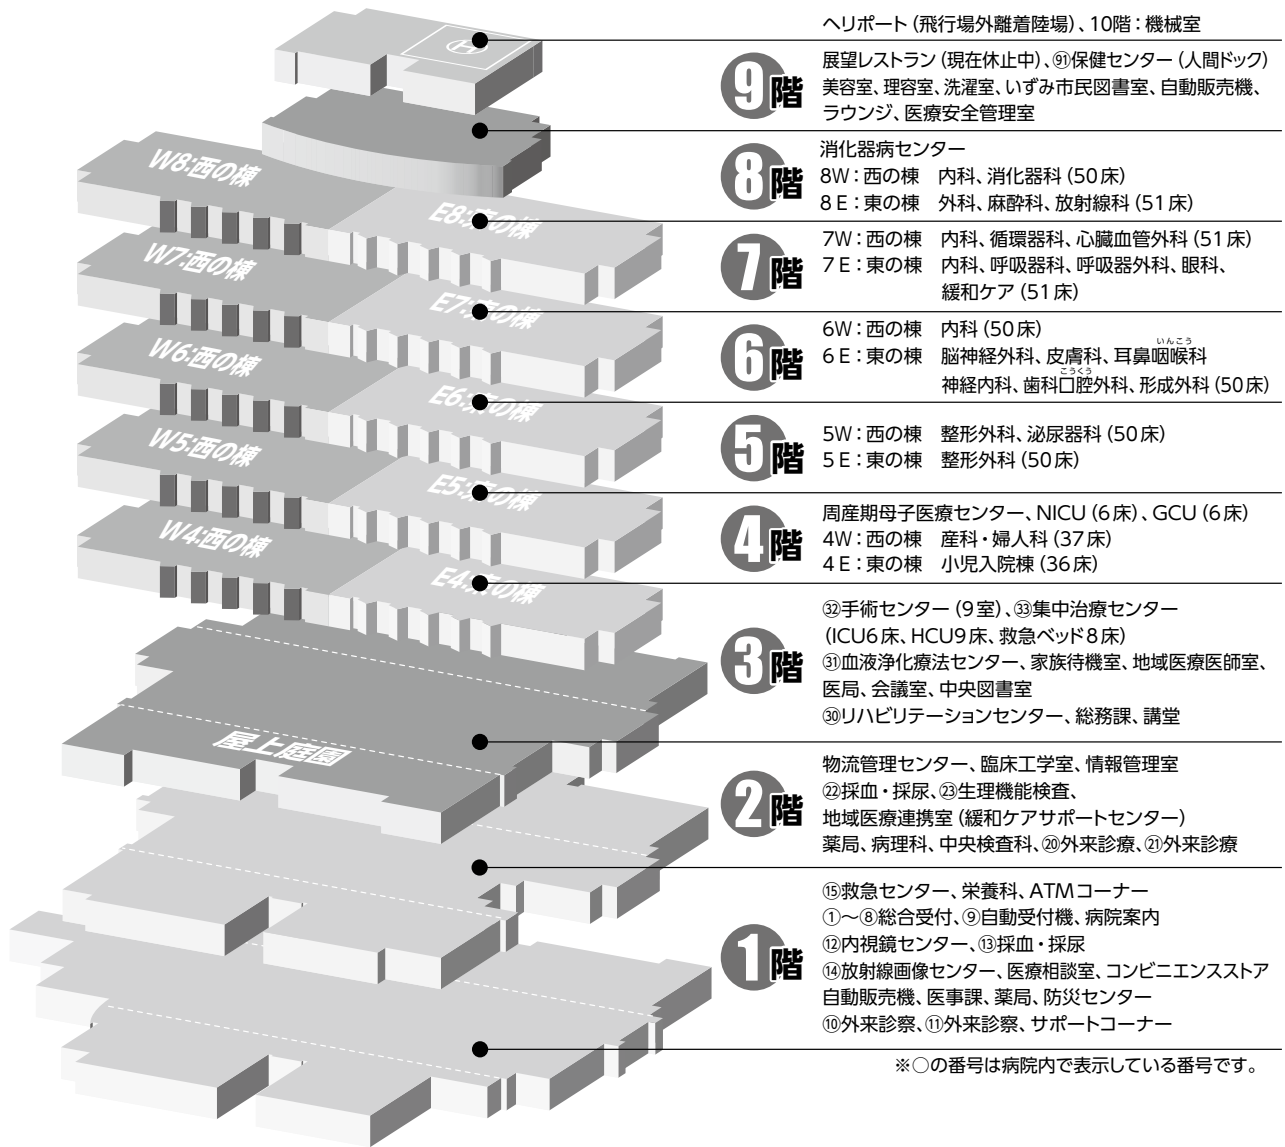 ヘリポート（飛行場外離着陸場）、10階：機械室
9階
展望レストラン（現在休止中）、㉑保健センター（人間ドック）
美容室、理容室、洗濯室、いずみ市民図書室、自動販売機、
ラウンジ、医療安全管理室
8階
消化器病センター
8W：西の棟　内科、消化器科（50床）
8E：東の棟　外科、麻酔科、放射線科（51床）
7階
7W：西の棟　内科、循環器科、心臓血管外科（51床）
7E：東の棟　内科、呼吸器科、呼吸器外科、眼科、
緩和ケア（51床）
6階
6W：西の棟　内科（50床）
いんこう
6E：東の棟　脳神経外科、皮膚科、耳鼻咽喉科
こうくう
神経内科、歯科口腔外科、形成外科（50床）
5階
5W：西の棟　整形外科、泌尿器科（50床）
5E：東の棟　整形外科（50床）
4階
周産期母子医療センター、NICU（6床）、GCU（6床）
4W：西の棟　産科・婦人科（37床）
4E：東の棟　小児入院棟（36床）
3階
㉜手術センター（9室）、㉝集中治療センター
（ICU6床、HCU9床、救急ベッド8床）
㉛血液浄化療法センター、家族待機室、地域医療医師室、
医局、会議室、中央図書室
㉚リハビリテーションセンター、総務課、講堂
2階
物流管理センター、臨床工学室、情報管理室
㉒採血・採尿、㉓生理機能検査、
地域医療連携室（緩和ケアサポートセンター）
薬局、病理科、中央検査科、⑳外来診療、㉑外来診療
1階
⑮救急センター、栄養科、ATMコーナー
①～⑧総合受付、⑨自動受付機、病院案内
⑫内視鏡センター、⑬採血・採尿
⑭放射線画像センター、医療相談室、コンビニエンスストア
自動販売機、医事課、薬局、防災センター
⑩外来診察、⑪外来診察、サポートコーナー
※○の番号は病院内で表示している番号です。
H
W8:西の棟
E8:東の棟
W7:西の棟
E7:東の棟
W6:西の棟
E6:東の棟
W5:西の棟
E5:東の棟
W4:西の棟
E4:東の棟
屋上庭園